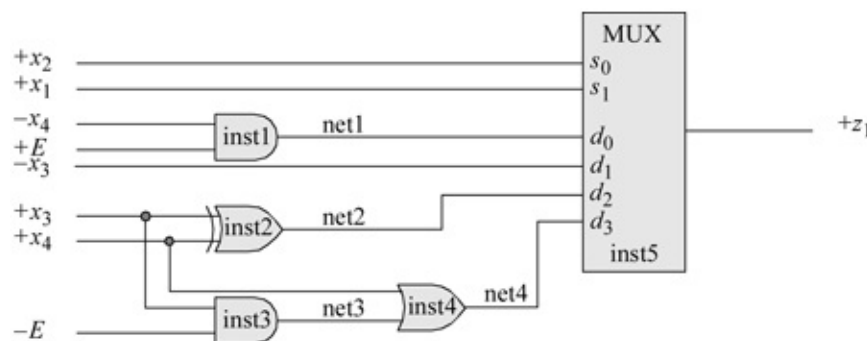 MUX
+x₂
s₀
+x₁
s₁
−x₄
inst1
net1
d₀
+E
−x₃
d₁
d₂
+x₃
inst2
net2
d₃
+x₄
inst5
inst3
net3
inst4
net4
−E
+z₁